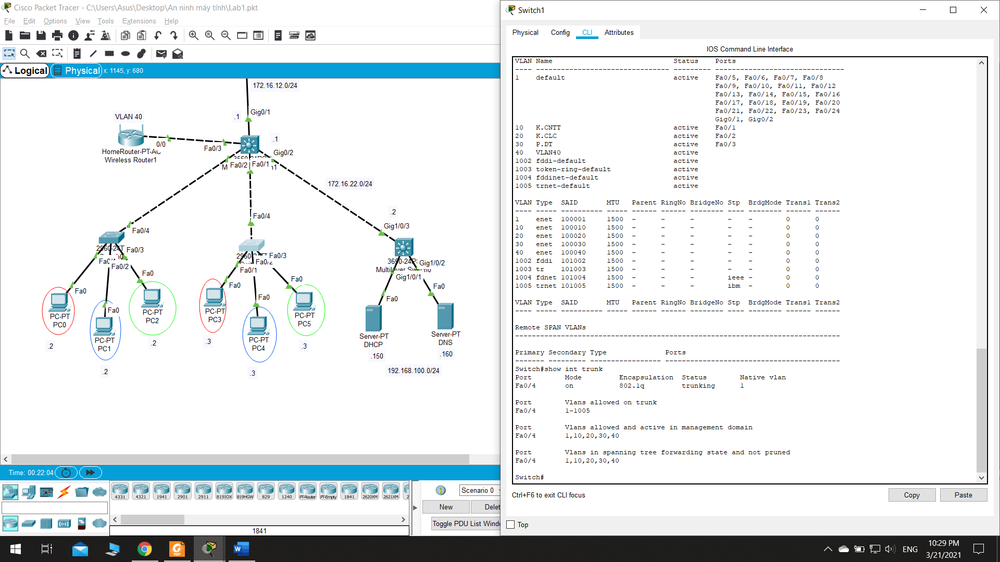 Cisco Packet Tracer - C:\Users\Asus\Desktop\An ninh máy tính\Lab1.pkt
File Edit Options View Tools Extensions Help
Logical Physical x: 1145, y: 680
172.16.12.0/24
Gig0/1
.1
VLAN 40
.1
0/0
Fa0/3
Gig0/2
HomeRouter-PT-AC
Wireless Router1
Fa0/2
Fa0/1
172.16.22.0/24
.2
Fa0/4
Gig1/0/3
Fa0/4
Fa0/3
Fa0/2
Fa0/3
Fa0/2
Fa0/1
Gig1/0/2
Gig1/0/1
Fa0
Fa0
Fa0
Fa0
Fa0
Fa0
Fa0
Fa0
PC-PT
PC0
PC-PT
PC1
PC-PT
PC2
PC-PT
PC3
PC-PT
PC4
PC-PT
PC5
Server-PT
DHCP
Server-PT
DNS
.2
.2
.2
.3
.3
.3
.150
.160
192.168.100.0/24
Time: 00:22:04
4331 4321 1941 2901 2911 819IOX 819HGW 829 1240 PT-Router PT-Empty 1841 2620XM 2621XM
1841
Scenario 0
New
Delet
Toggle PDU List Windo
Switch1
Physical Config CLI Attributes
IOS Command Line Interface
VLAN Name Status Ports
---- -------------------------------- --------- -------------------------------
1 default active Fa0/5, Fa0/6, Fa0/7, Fa0/8
Fa0/9, Fa0/10, Fa0/11, Fa0/12
Fa0/13, Fa0/14, Fa0/15, Fa0/16
Fa0/17, Fa0/18, Fa0/19, Fa0/20
Fa0/21, Fa0/22, Fa0/23, Fa0/24
Gig0/1, Gig0/2
10 K.CNTT active Fa0/1
20 K.CLC active Fa0/2
30 P.DT active Fa0/3
40 VLAN40 active
1002 fddi-default active
1003 token-ring-default active
1004 fddinet-default active
1005 trnet-default active
VLAN Type SAID MTU Parent RingNo BridgeNo Stp BrdgMode Trans1 Trans2
---- ----- ---------- ----- ------ ------ -------- ---- -------- ------ ------
1 enet 100001 1500 - - - - - 0 0
10 enet 100010 1500 - - - - - 0 0
20 enet 100020 1500 - - - - - 0 0
30 enet 100030 1500 - - - - - 0 0
40 enet 100040 1500 - - - - - 0 0
1002 fddi 101002 1500 - - - - - 0 0
1003 tr 101003 1500 - - - - - 0 0
1004 fdnet 101004 1500 - - - ieee - 0 0
1005 trnet 101005 1500 - - - ibm - 0 0
VLAN Type SAID MTU Parent RingNo BridgeNo Stp BrdgMode Trans1 Trans2
---- ----- ---------- ----- ------ ------ -------- ---- -------- ------ ------
Remote SPAN VLANs
------------------------------------------------------------------------------
Primary Secondary Type Ports
------- --------- ----------------- ------------------------------------------
Switch#show int trunk
Port Mode Encapsulation Status Native vlan
Fa0/4 on 802.1q trunking 1
Port Vlans allowed on trunk
Fa0/4 1-1005
Port Vlans allowed and active in management domain
Fa0/4 1,10,20,30,40
Port Vlans in spanning tree forwarding state and not pruned
Fa0/4 1,10,20,30,40
Switch#
Ctrl+F6 to exit CLI focus
Copy
Paste
Top
ENG
10:29 PM
3/21/2021